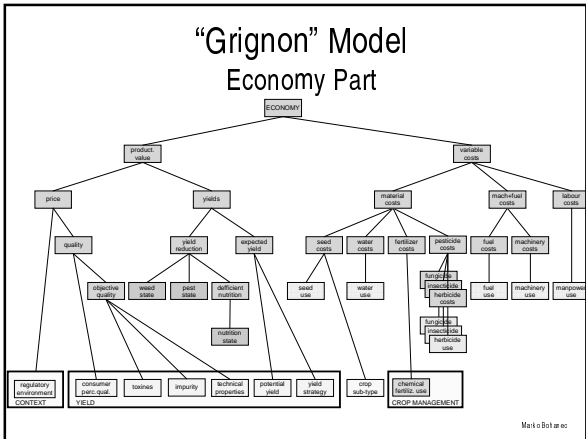 “Grignon” Model
Economy Part
ECONOMY
product.
value
variable
costs
price
yields
material
costs
mach+fuel
costs
labour
costs
quality
yield
reduction
expected
yield
seed
costs
water
costs
fertilizer
costs
pesticide
costs
fuel
costs
machinery
costs
objective
quality
weed
state
pest
state
defficient
nutrition
seed
use
water
use
fungicide
insecticide
herbicide
costs
fuel
use
machinery
use
manpower
use
nutrition
state
fungicide
insecticide
herbicide
use
regulatory
environment
consumer
perc.qual.
toxines
impurity
technical
properties
potential
yield
yield
strategy
crop
sub-type
chemical
fertiliz. use
CONTEXT
YIELD
CROP MANAGEMENT
Marko Bohanec